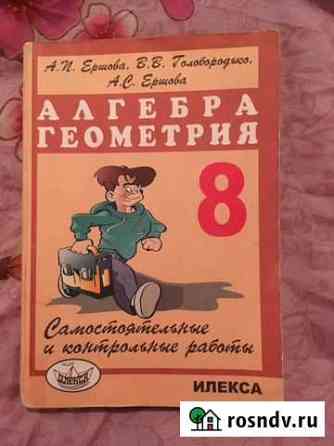 А.П. Ершова, В.В. Голобородько,
А.С. Ершова
АЛГЕБРА
ГЕОМЕТРИЯ
8
Самостоятельные
и контрольные работы
ИЛЕКСА
rosndv.ru